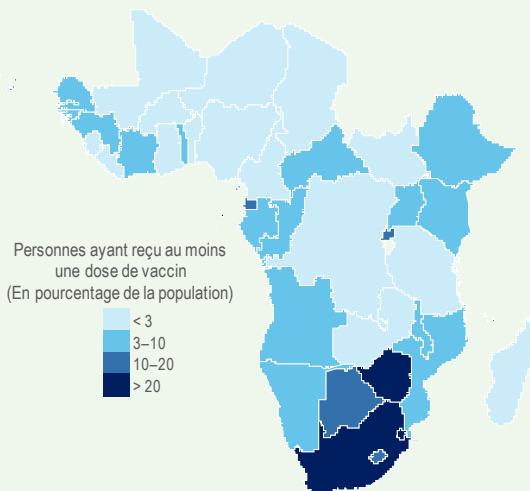 Personnes ayant reçu au moins
une dose de vaccin
(En pourcentage de la population)
< 3
3–10
10–20
> 20